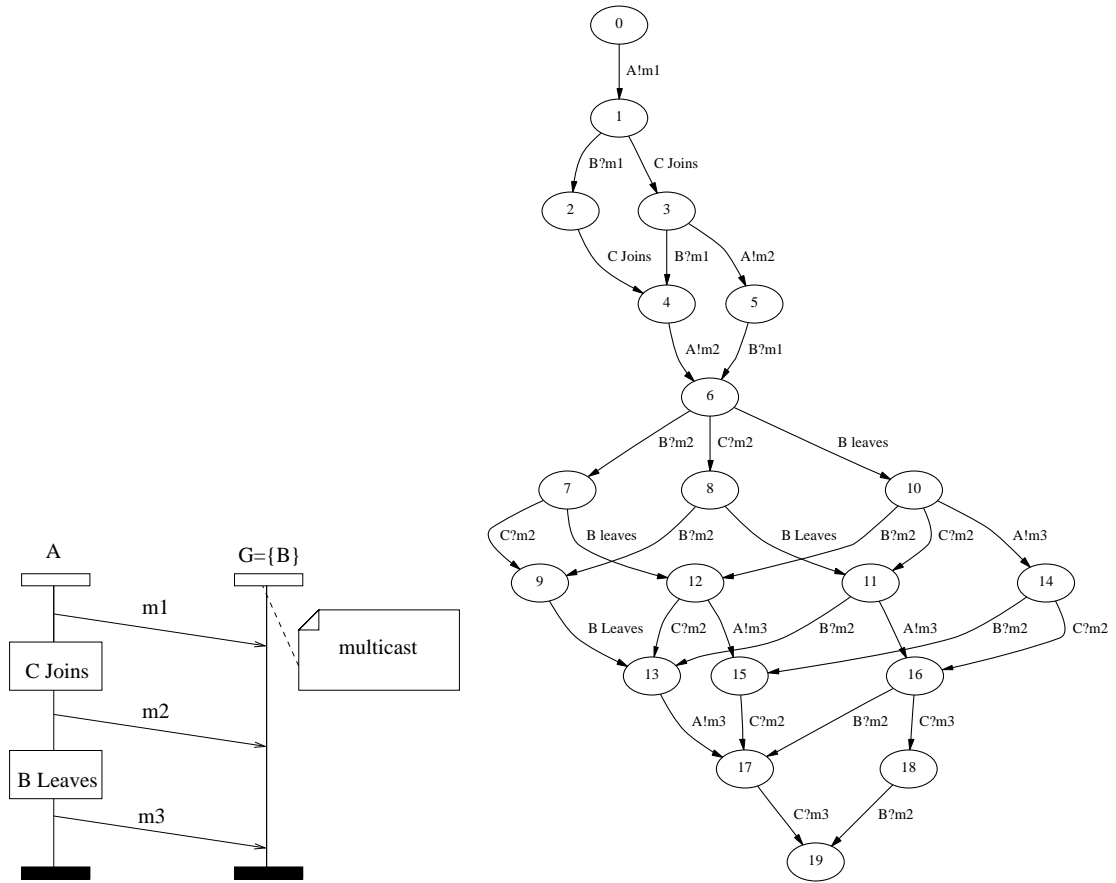 0
A!m1
1
B?m1
C Joins
2
3
C Joins
B?m1
A!m2
4
5
A!m2
B?m1
6
B?m2
C?m2
B leaves
7
8
10
C?m2
B leaves
B?m2
B Leaves
B?m2
C?m2
A!m3
9
12
11
14
B Leaves
C?m2
A!m3
B?m2
A!m3
B?m2
C?m2
13
15
16
A!m3
C?m2
B?m2
C?m3
17
18
C?m3
B?m2
19
A
G={B}
m1
multicast
C Joins
m2
B Leaves
m3